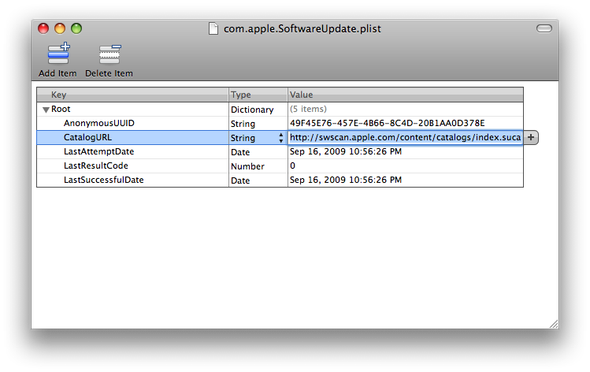 com.apple.SoftwareUpdate.plist
Add Item Delete Item
Key Type Value
Root Dictionary (5 items)
AnonymousUUID String 49F45E76-457E-4B66-8C4D-20B1AA0D378E
CatalogURL String http://swscan.apple.com/content/catalogs/index.suca
LastAttemptDate Date Sep 16, 2009 10:56:26 PM
LastResultCode Number 0
LastSuccessfulDate Date Sep 16, 2009 10:56:26 PM